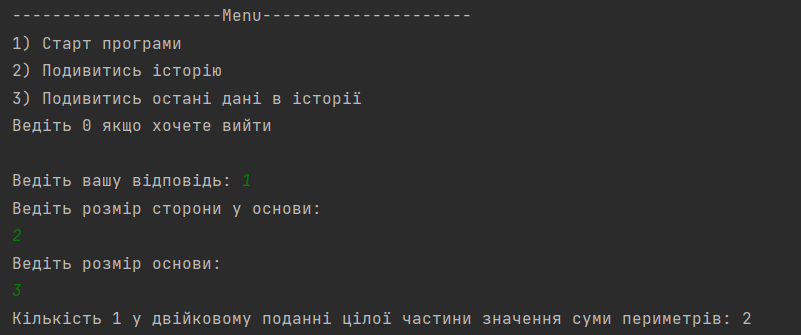 ---------------------Menu---------------------
1) Старт програми
2) Подивитись історію
3) Подивитись остані дані в історії
Ведіть 0 якщо хочете вийти
Ведіть вашу відповідь: 1
Ведіть розмір сторони у основи:
2
Ведіть розмір основи:
3
Кількість 1 у двійковому поданні цілої частини значення суми периметрів: 2